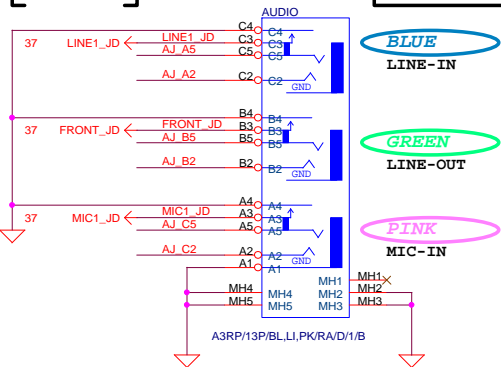 AUDIO
C4 C4
37 LINE1_JD LINE1_JD C3 C3
AJ_A5 C5 C5
AJ_A2 C2 C2
GND
BLUE
LINE-IN
B4 B4
37 FRONT_JD FRONT_JD B3 B3
AJ_B5 B5 B5
AJ_B2 B2 B2
GND
GREEN
LINE-OUT
A4 A4
37 MIC1_JD MIC1_JD A3 A3
AJ_C5 A5 A5
AJ_C2 A2 A2
GND
A1 A1
PINK
MIC-IN
MH1 MH1
MH4 MH4 MH2 MH2
MH5 MH5 MH3 MH3
A3RP/13P/BL,LI,PK/RA/D/1/B